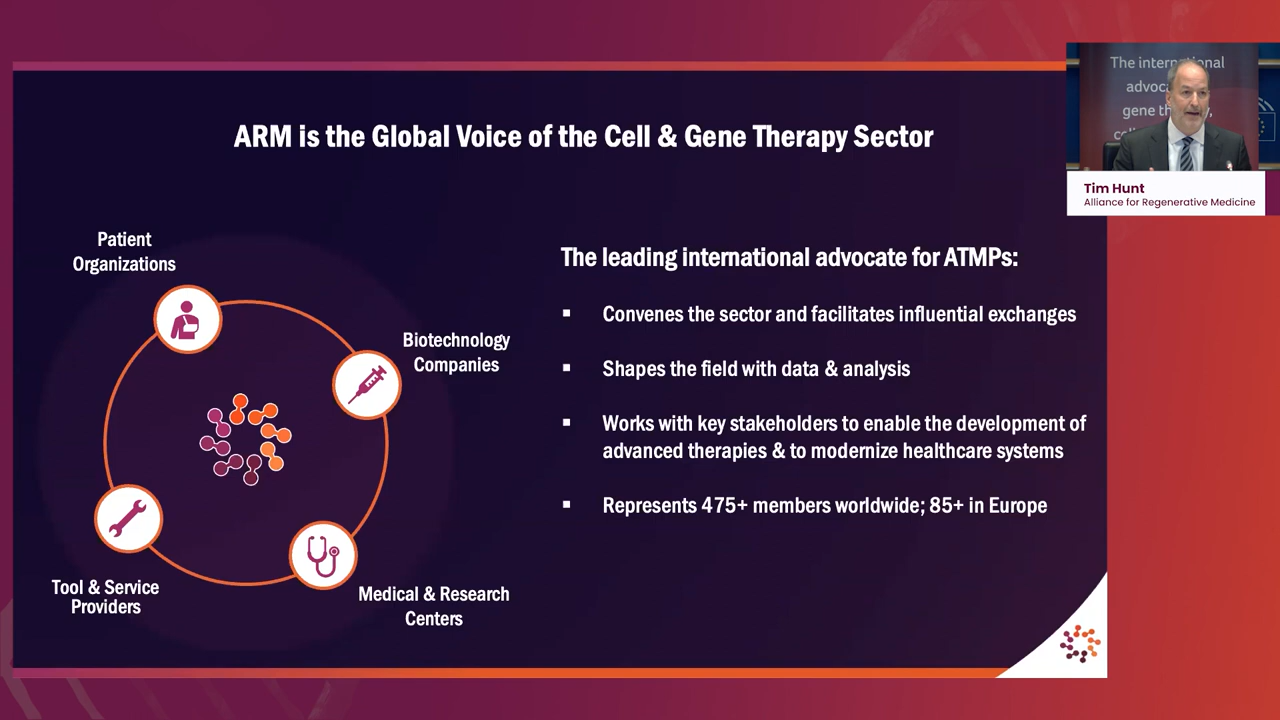 ARM is the Global Voice of the Cell & Gene Therapy Sector
Patient
Organizations
Biotechnology
Companies
Tool & Service
Providers
Medical & Research
Centers
The leading international advocate for ATMPs:
Convenes the sector and facilitates influential exchanges
Shapes the field with data & analysis
Works with key stakeholders to enable the development of
advanced therapies & to modernize healthcare systems
Represents 475+ members worldwide; 85+ in Europe
The international
gene
Tim Hunt
Alliance for Regenerative Medicine